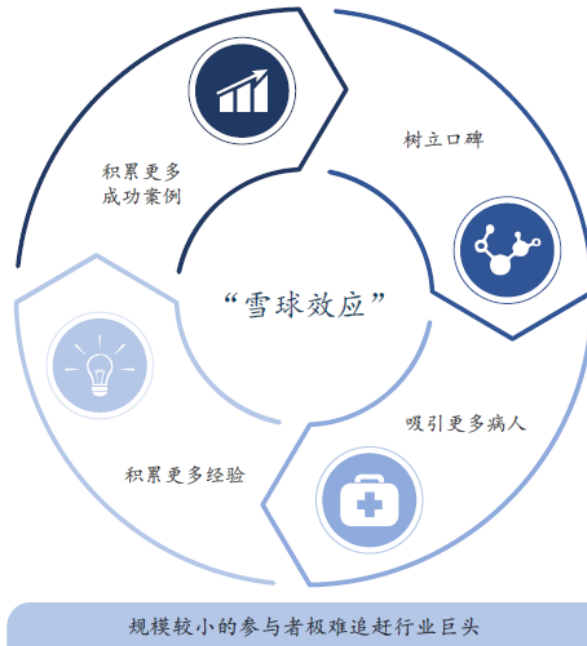 积累更多
成功案例
树立口碑
“雪球效应”
吸引更多病人
积累更多经验
规模较小的参与者极难追赶行业巨头